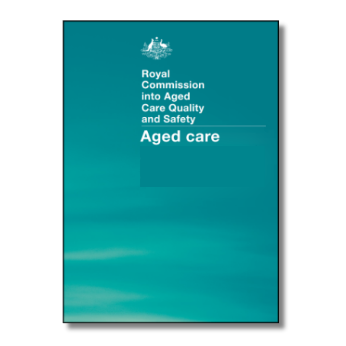 Royal
Commission
into Aged
Care Quality
and Safety
Aged care